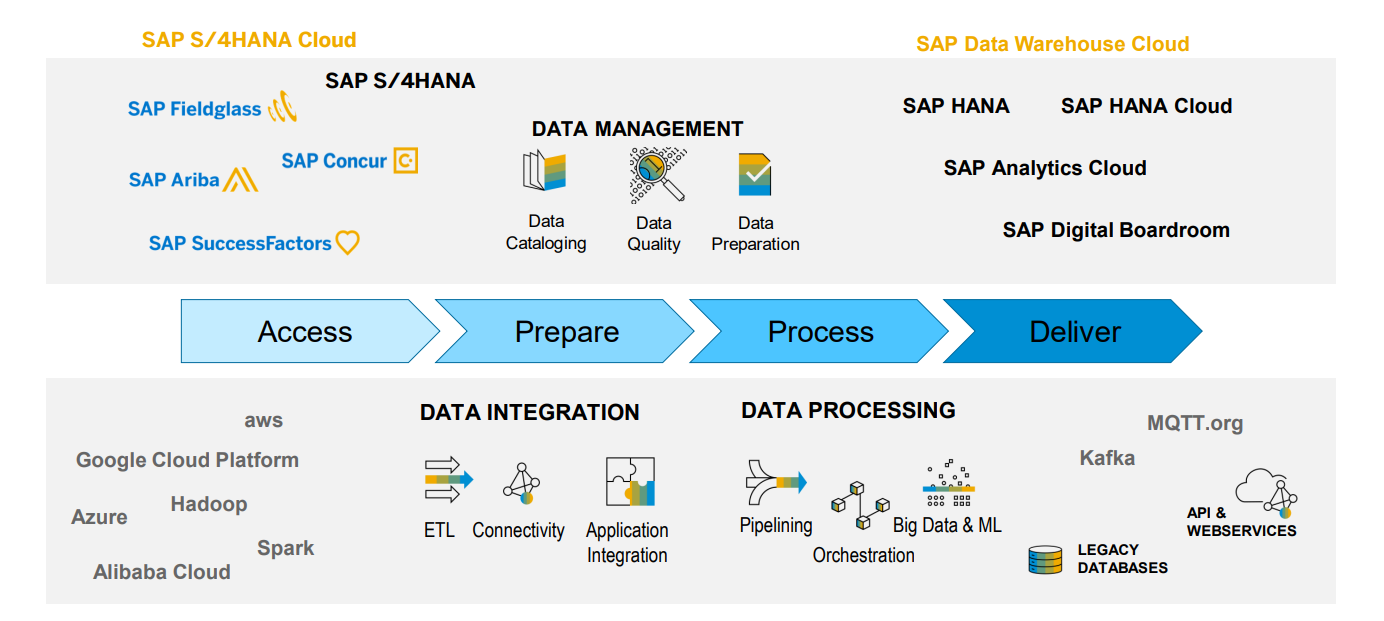 SAP S/4HANA Cloud
SAP Data Warehouse Cloud
SAP S/4HANA
SAP Fieldglass
SAP Concur
SAP Ariba
SAP SuccessFactors
DATA MANAGEMENT
Data
Cataloging
Data
Quality
Data
Preparation
SAP HANA
SAP HANA Cloud
SAP Analytics Cloud
SAP Digital Boardroom
Access
Prepare
Process
Deliver
aws
Google Cloud Platform
Hadoop
Azure
Spark
Alibaba Cloud
DATA INTEGRATION
ETL
Connectivity
Application
Integration
DATA PROCESSING
Pipelining
Orchestration
Big Data & ML
MQTT.org
Kafka
API &
WEBSERVICES
LEGACY
DATABASES